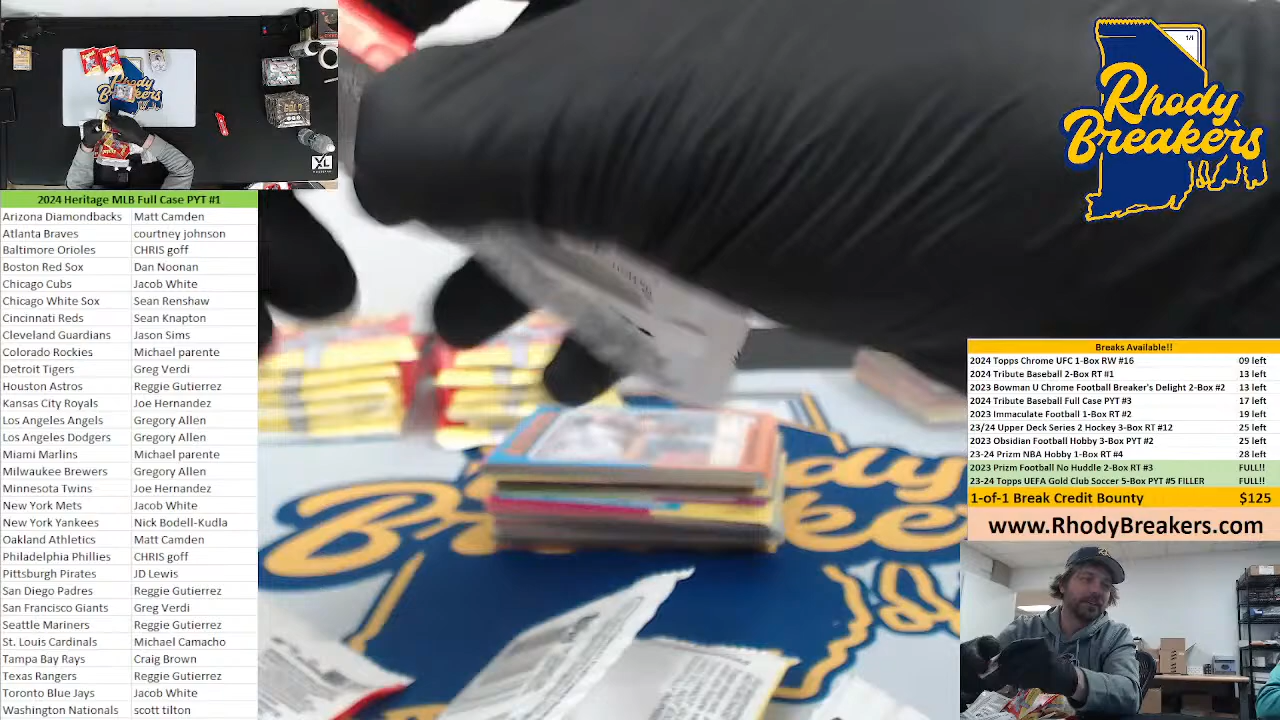 2024 Heritage MLB Full Case PYT #1
Arizona Diamondbacks Matt Camden
Atlanta Braves courtney johnson
Baltimore Orioles CHRIS goff
Boston Red Sox Dan Noonan
Chicago Cubs Jacob White
Chicago White Sox Sean Renshaw
Cincinnati Reds Sean Knapton
Cleveland Guardians Jason Sims
Colorado Rockies Michael parente
Detroit Tigers Greg Verdi
Houston Astros Reggie Gutierrez
Kansas City Royals Joe Hernandez
Los Angeles Angels Gregory Allen
Los Angeles Dodgers Gregory Allen
Miami Marlins Michael parente
Milwaukee Brewers Gregory Allen
Minnesota Twins Joe Hernandez
New York Mets Jacob White
New York Yankees Nick Bodell-Kudla
Oakland Athletics Matt Camden
Philadelphia Phillies CHRIS goff
Pittsburgh Pirates JD Lewis
San Diego Padres Reggie Gutierrez
San Francisco Giants Greg Verdi
Seattle Mariners Reggie Gutierrez
St. Louis Cardinals Michael Camacho
Tampa Bay Rays Craig Brown
Texas Rangers Reggie Gutierrez
Toronto Blue Jays Jacob White
Washington Nationals scott tilton
1/1
Rhody
Breakers
Breaks Available!!
2024 Topps Chrome UFC 1-Box RW #16 09 left
2024 Tribute Baseball 2-Box RT #1 13 left
2023 Bowman U Chrome Football Breaker's Delight 2-Box #2 13 left
2024 Tribute Baseball Full Case PYT #3 17 left
2023 Immaculate Football 1-Box RT #2 19 left
23/24 Upper Deck Series 2 Hockey 3-Box RT #12 25 left
2023 Obsidian Football Hobby 3-Box PYT #2 25 left
23-24 Prizm NBA Hobby 1-Box RT #4 28 left
2023 Prizm Football No Huddle 2-Box RT #3 FULL!!
23-24 Topps UEFA Gold Club Soccer 5-Box PYT #5 FILLER FULL!!
1-of-1 Break Credit Bounty $125
www.RhodyBreakers.com
Rhody
Breakers
XL